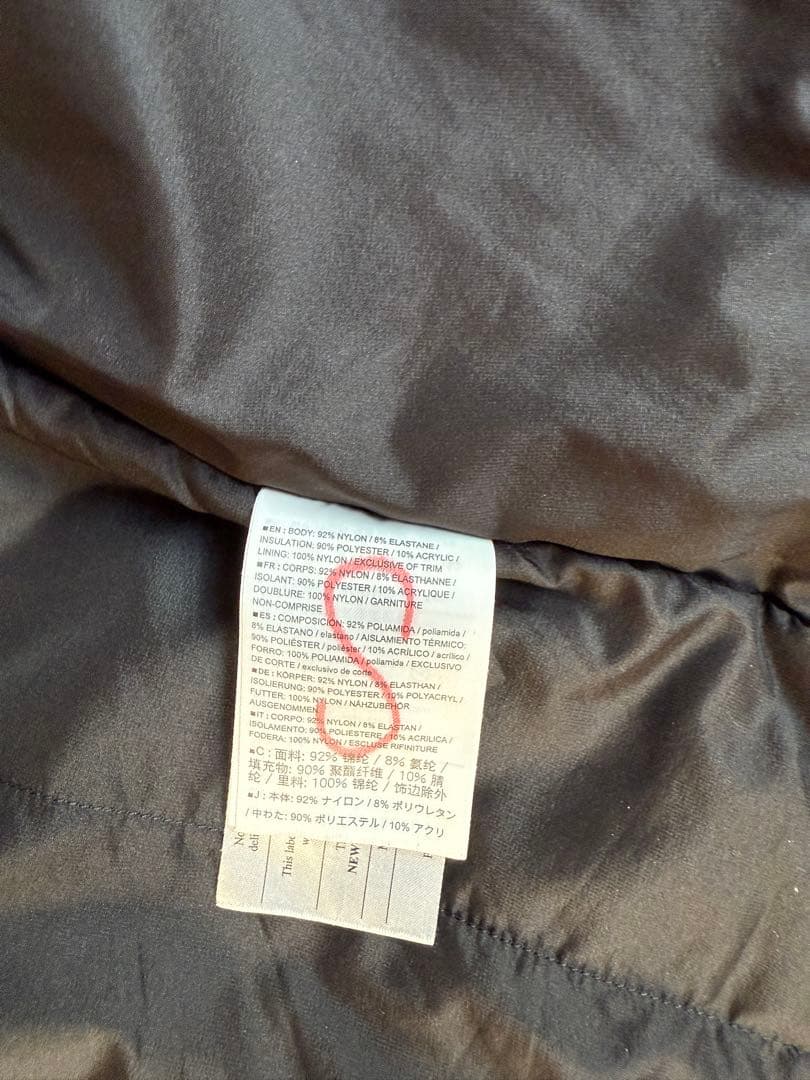 ■EN : BODY: 92% NYLON / 8% ELASTANE /
INSULATION: 90% POLYESTER / 10% ACRYLIC /
LINING: 100% NYLON / EXCLUSIVE OF TRIM
■FR : CORPS: 92% NYLON / 8% ÉLASTHANNE /
ISOLANT: 90% POLYESTER / 10% ACRYLIQUE /
DOUBLURE: 100% NYLON / GARNITURE
NON-COMPRISE
■ES : COMPOSICIÓN: 92% POLIAMIDA / poliamida /
8% ELASTANO / elastano / AISLAMIENTO TÉRMICO:
90% POLIÉSTER / poliéster / 10% ACRÍLICO / acrílico /
FORRO: 100% POLIAMIDA / poliamida / EXCLUSIVO
DE CORTE / exclusivo de corte
■DE : KÖRPER: 92% NYLON / 8% ELASTHAN /
ISOLIERUNG: 90% POLYESTER / 10% POLYACRYL /
FUTTER: 100% NYLON / NÄHZUBEHÖR
AUSGENOMMEN
■IT : CORPO: 92% NYLON / 8% ELASTAN /
ISOLAMENTO: 90% POLIESTERE / 10% ACRILICA /
FODERA: 100% NYLON / ESCLUSE RIFINITURE
■C : 面料: 92% 锦纶 / 8% 氨纶 /
填充物: 90% 聚酯纤维 / 10% 腈
纶 / 里料: 100% 锦纶 / 饰边除外
■J : 本体: 92% ナイロン / 8% ポリウレタン
/ 中わた: 90% ポリエステル / 10% アクリ
S
No
deli
This labe
w
T
NEW